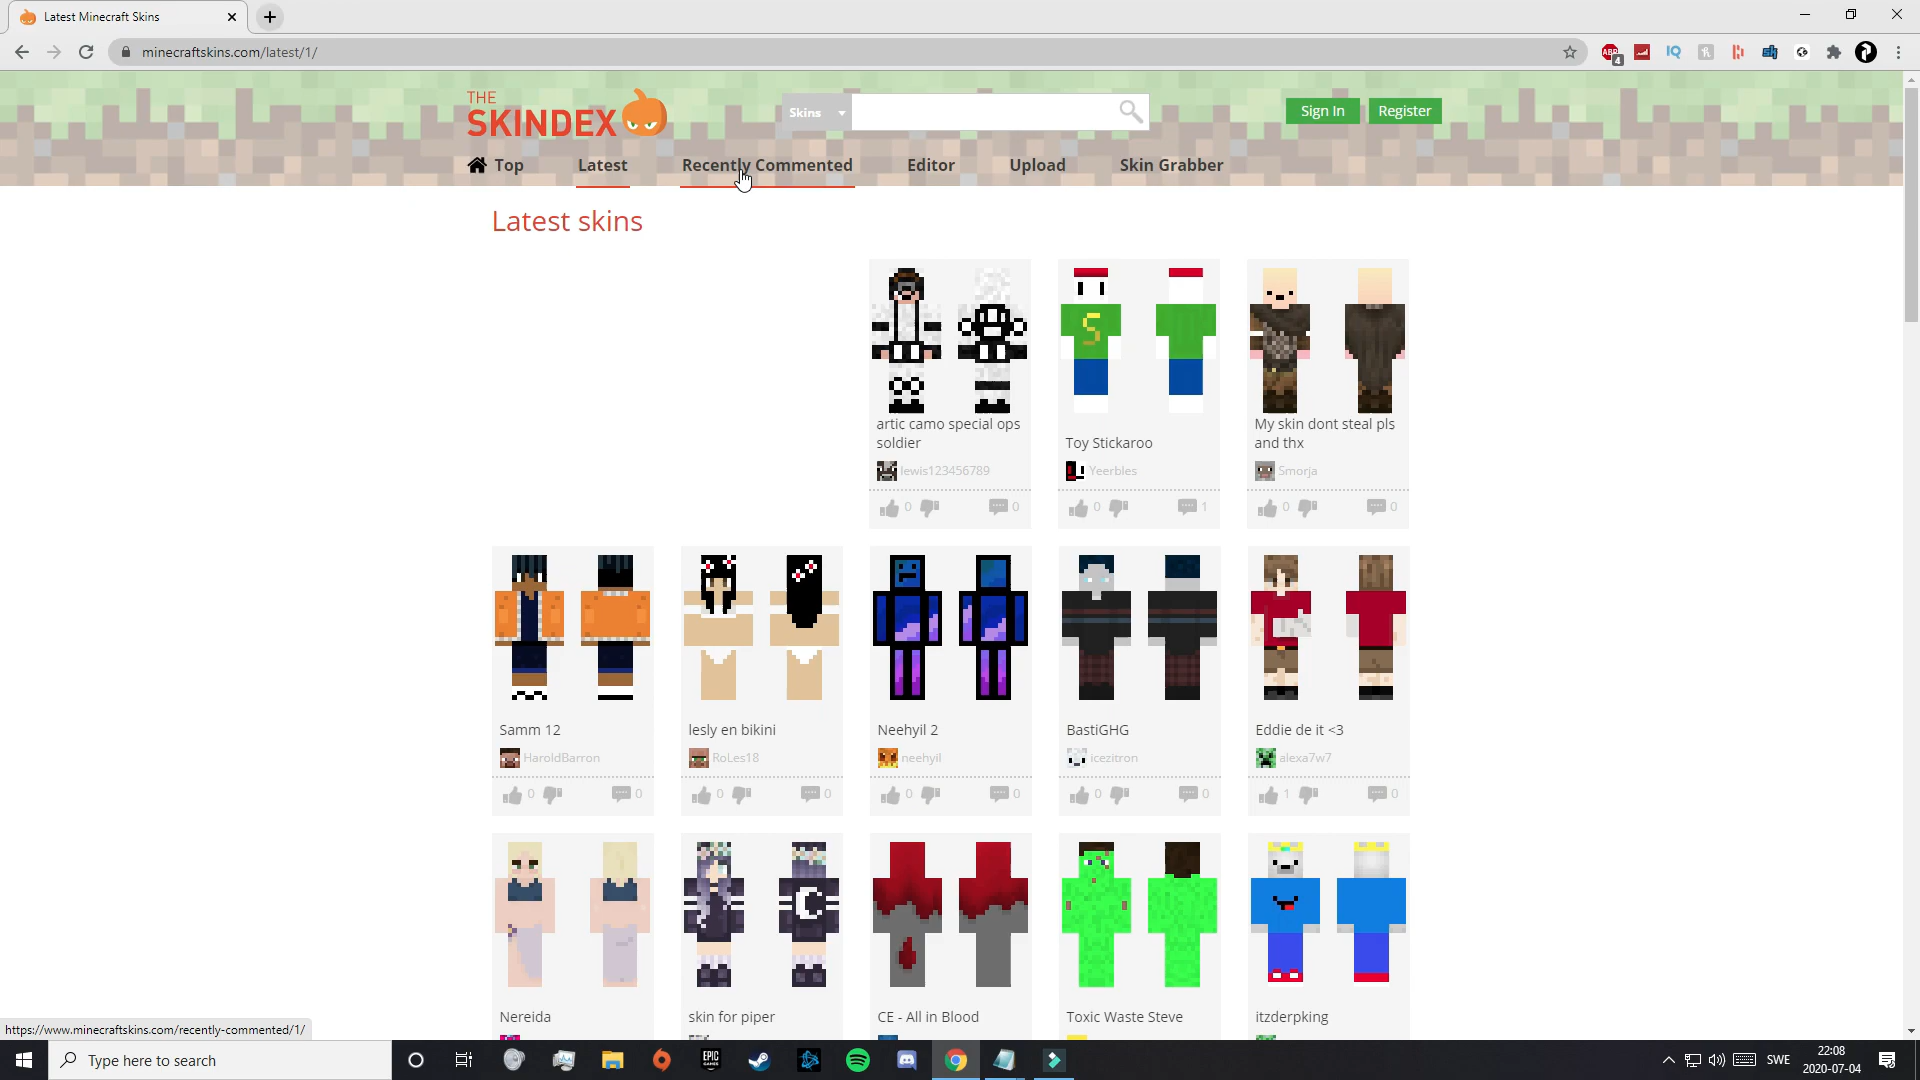 Latest Minecraft Skins
minecraftskins.com/latest/1/
ABP
4
IQ
THE
SKINDEX
Skins
Sign In
Register
Top
Latest
Recently Commented
Editor
Upload
Skin Grabber
Latest skins
artic camo special ops
soldier
lewis123456789
0
0
Toy Stickaroo
Yeerbles
0
1
My skin dont steal pls
and thx
Smorja
0
0
Samm 12
HaroldBarron
0
0
lesly en bikini
RoLes18
0
0
Neehyil 2
neehyil
0
0
BastiGHG
icezitron
0
0
Eddie de it <3
alexa7w7
1
0
Nereida
skin for piper
CE - All in Blood
Toxic Waste Steve
itzderpking
https://www.minecraftskins.com/recently-commented/1/
Type here to search
EPIC
GAMES
SWE
22:08
2020-07-04